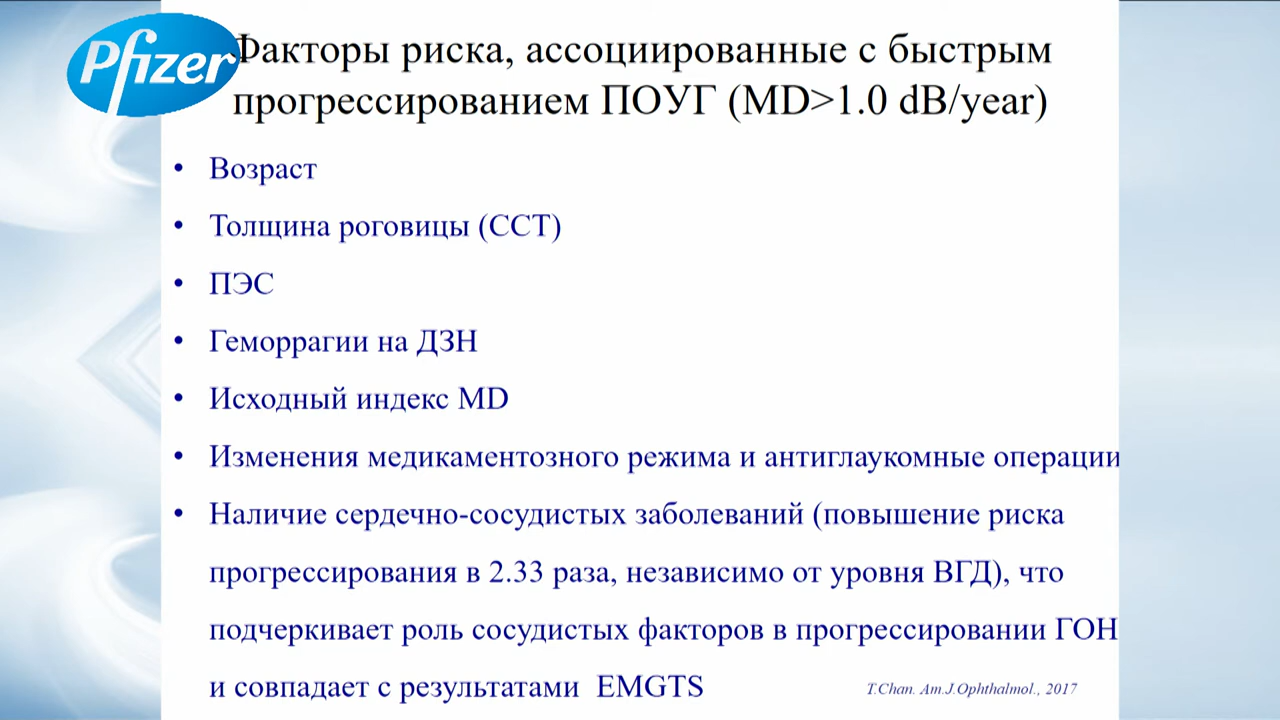 Pfizer
Факторы риска, ассоциированные с быстрым
прогрессированием ПОУГ (MD>1.0 dB/year)
• Возраст
• Толщина роговицы (ССТ)
• ПЭС
• Геморрагии на ДЗН
• Исходный индекс MD
• Изменения медикаментозного режима и антиглаукомные операции
• Наличие сердечно-сосудистых заболеваний (повышение риска
прогрессирования в 2.33 раза, независимо от уровня ВГД), что
подчеркивает роль сосудистых факторов в прогрессировании ГОН
и совпадает с результатами EMGTS
T.Chan. Am.J.Ophthalmol., 2017